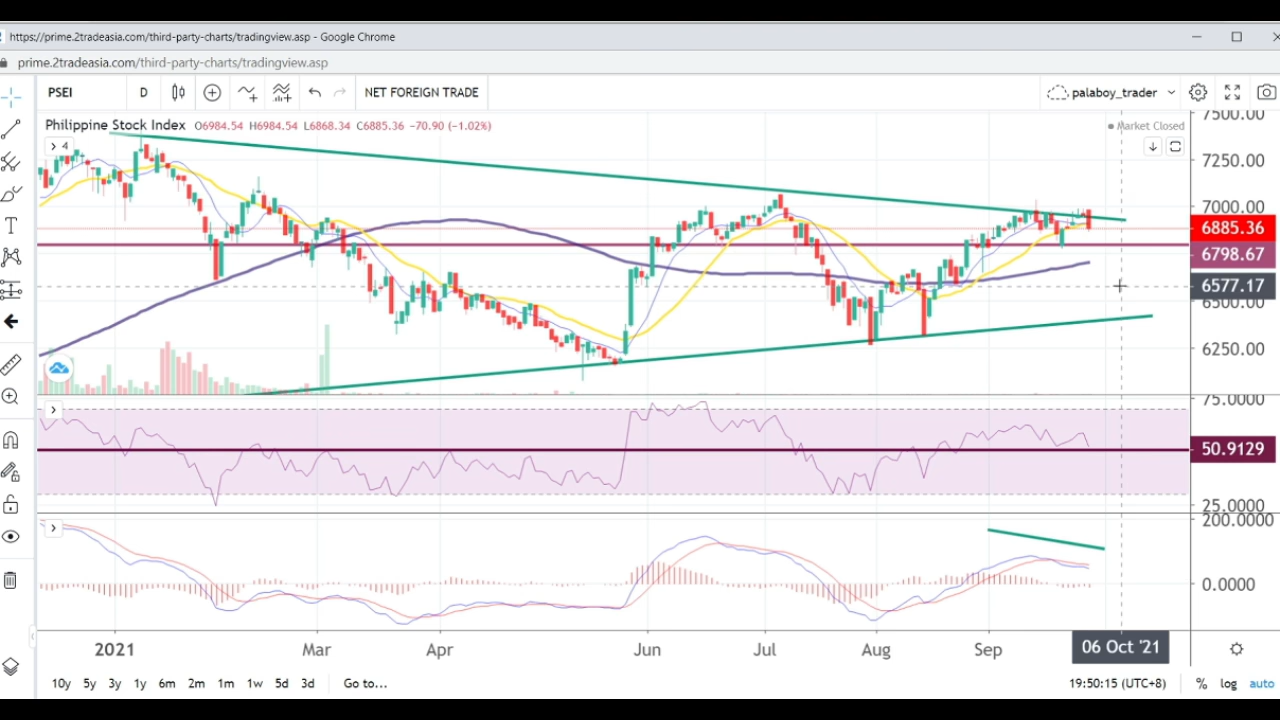 https://prime.2tradeasia.com/third-party-charts/tradingview.asp - Google Chrome
prime.2tradeasia.com/third-party-charts/tradingview.asp
PSEI D NET FOREIGN TRADE palaboy_trader
Philippine Stock Index O6984.54 H6984.54 L6868.34 C6885.36 −70.90 (−1.02%)
Market Closed
4
7500.00
7250.00
7000.00
6885.36
6798.67
6577.17
6500.00
6250.00
75.0000
50.9129
25.0000
200.0000
0.0000
2021 Mar Apr Jun Jul Aug Sep 06 Oct '21
10y 5y 3y 1y 6m 2m 1m 1w 5d 3d Go to... 19:50:15 (UTC+8) % log auto